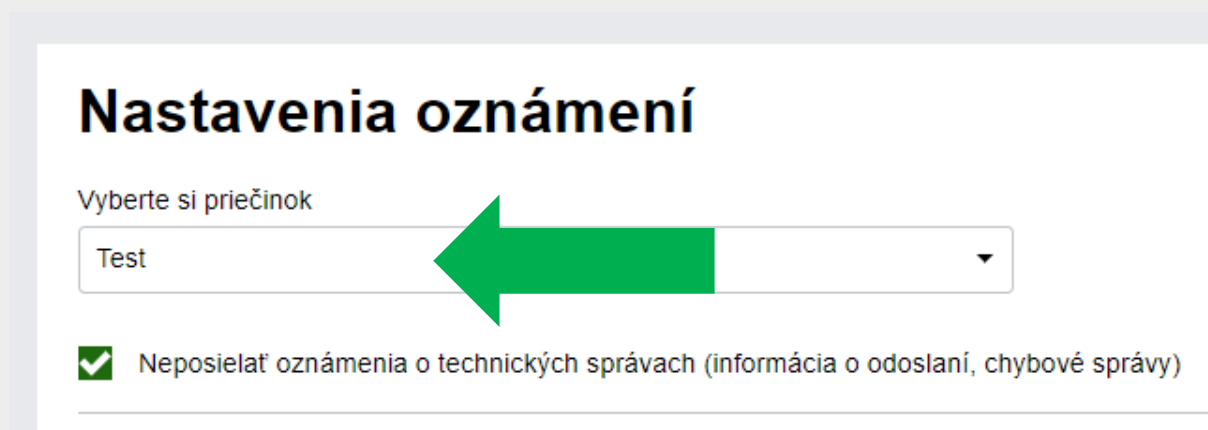 Nastavenia oznámení
Vyberte si priečinok
Test
Neposielať oznámenia o technických správach (informácia o odoslaní, chybové správy)